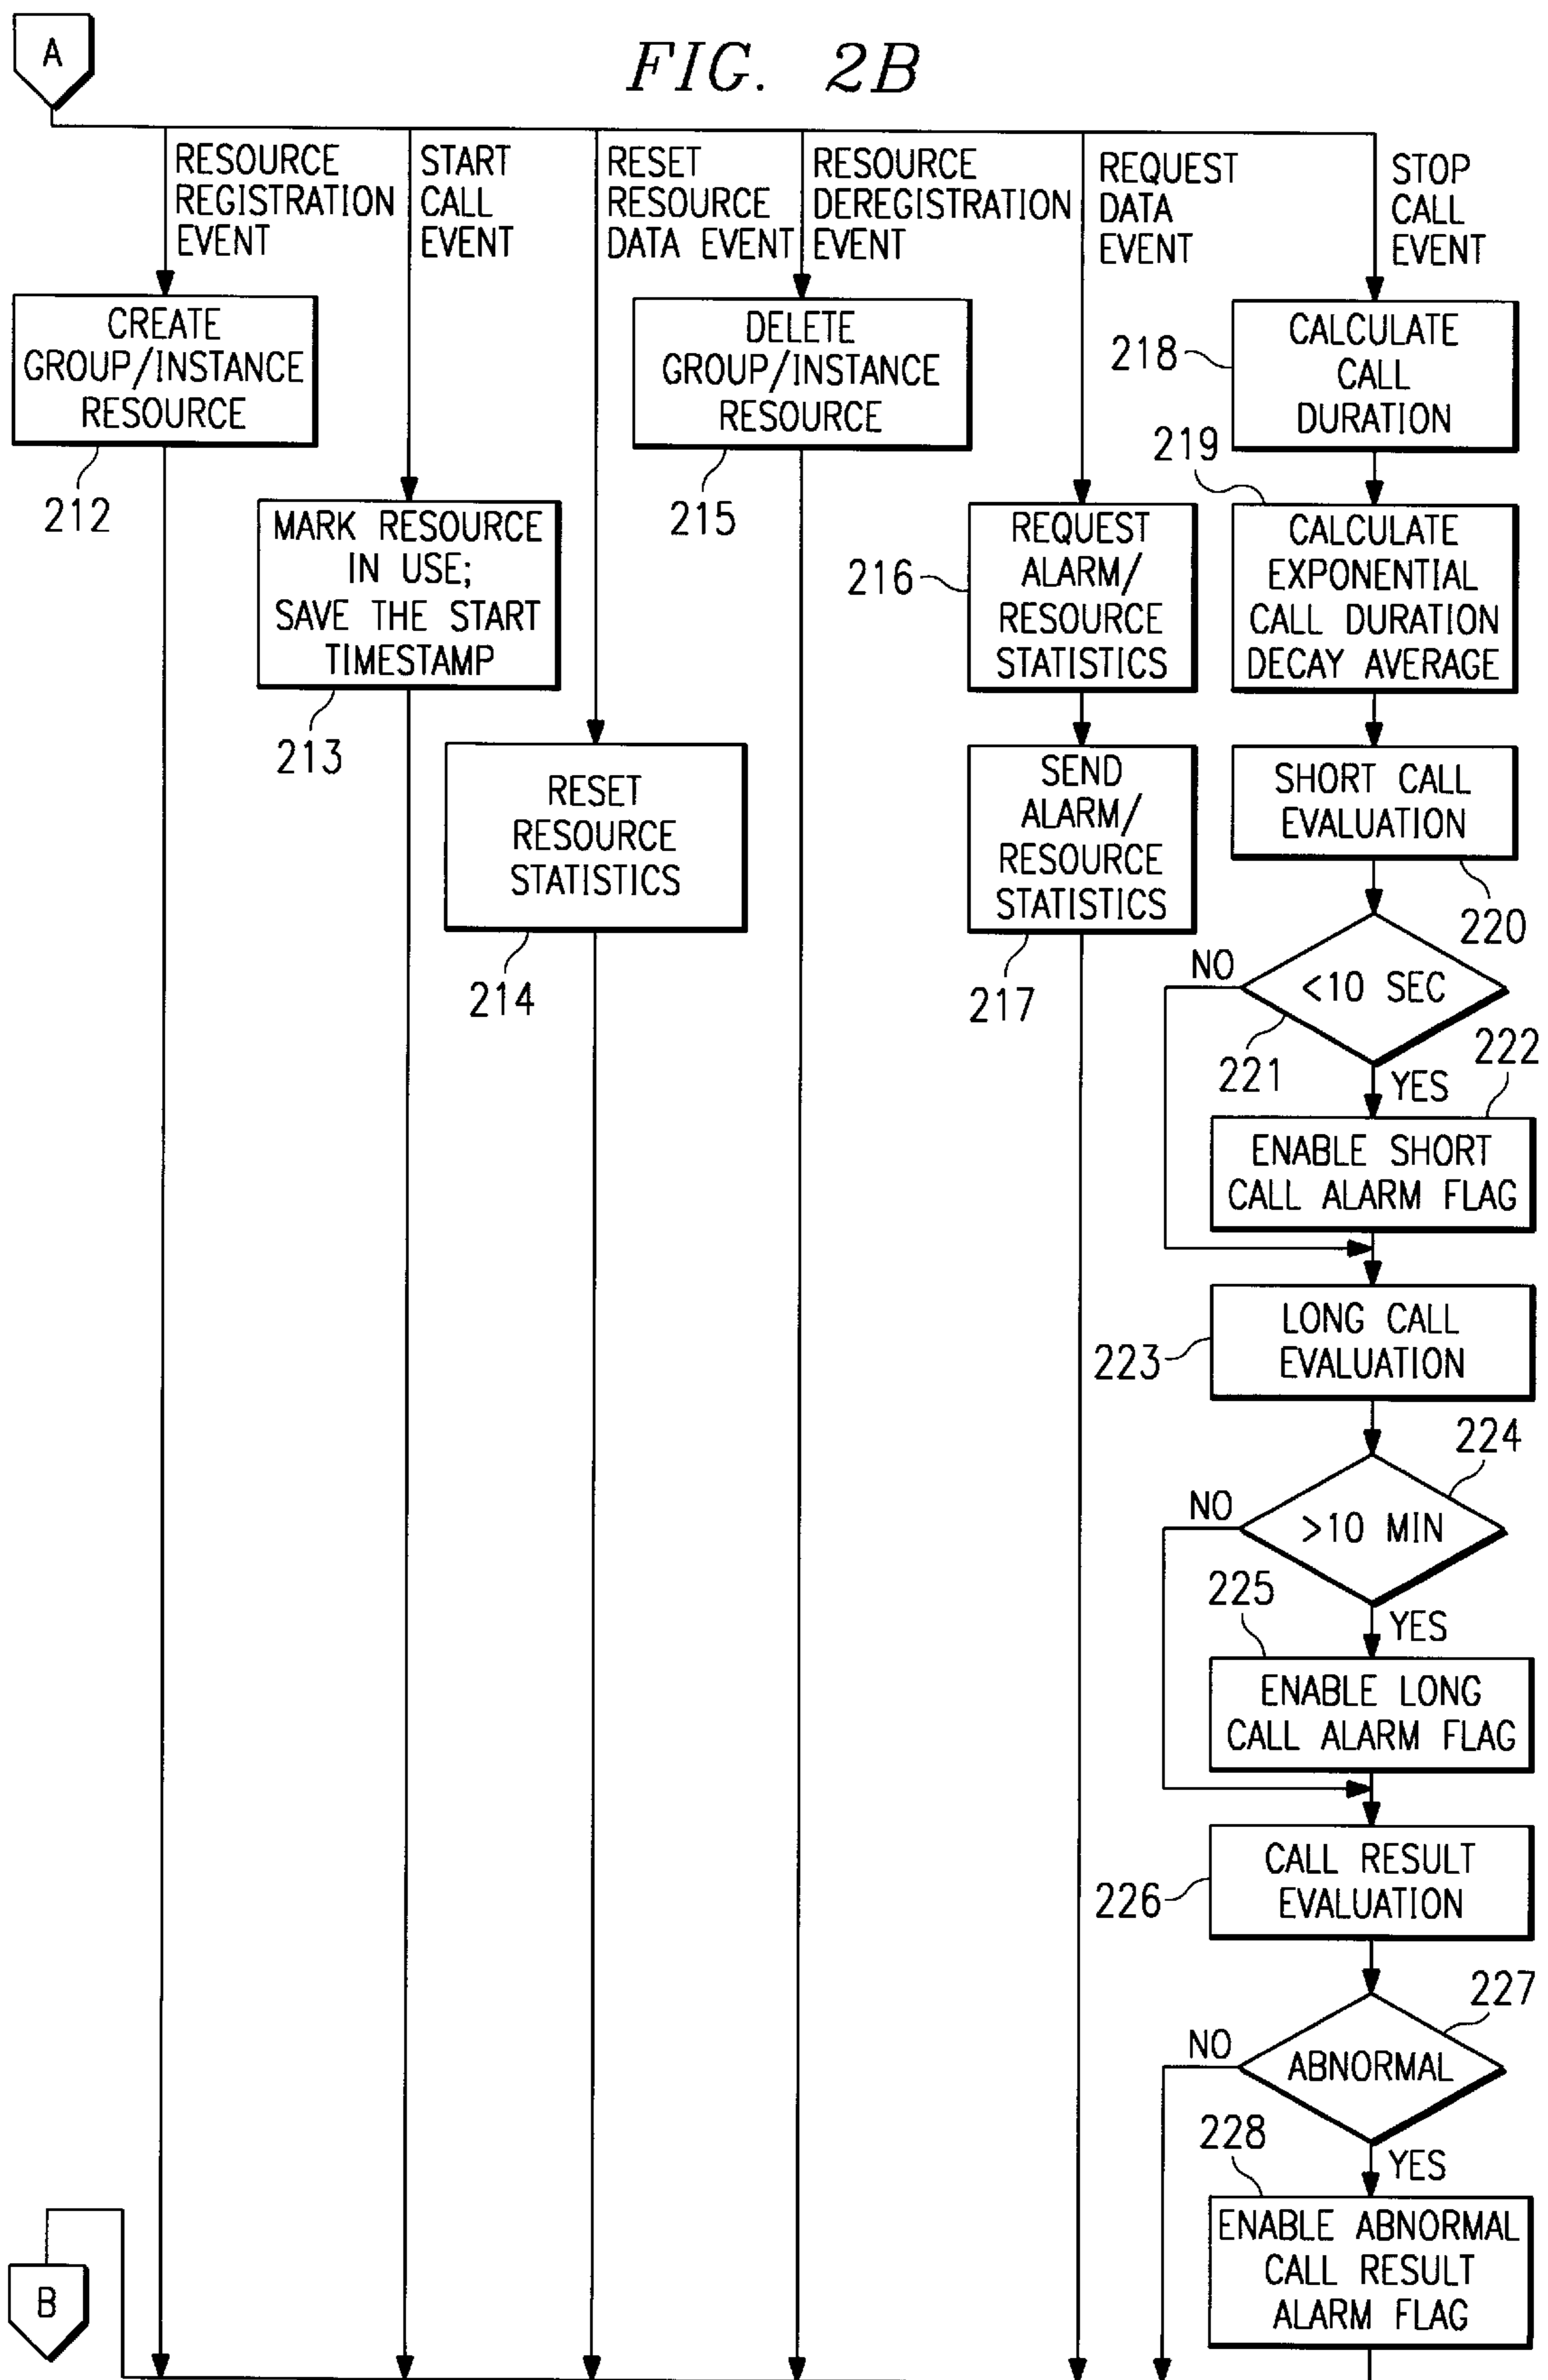 A
FIG. 2B
RESOURCE
REGISTRATION
EVENT
START
CALL
EVENT
RESET
RESOURCE
DATA EVENT
RESOURCE
DEREGISTRATION
EVENT
REQUEST
DATA
EVENT
STOP
CALL
EVENT
CREATE
GROUP/INSTANCE
RESOURCE
212
MARK RESOURCE
IN USE;
SAVE THE START
TIMESTAMP
213
RESET
RESOURCE
STATISTICS
214
DELETE
GROUP/INSTANCE
RESOURCE
215
REQUEST
ALARM/
RESOURCE
STATISTICS
216
SEND
ALARM/
RESOURCE
STATISTICS
217
CALCULATE
CALL
DURATION
218
219
CALCULATE
EXPONENTIAL
CALL DURATION
DECAY AVERAGE
SHORT CALL
EVALUATION
220
NO
<10 SEC
221
YES
222
ENABLE SHORT
CALL ALARM FLAG
LONG CALL
EVALUATION
223
224
NO
>10 MIN
225
YES
ENABLE LONG
CALL ALARM FLAG
CALL RESULT
EVALUATION
226
227
NO
ABNORMAL
228
YES
ENABLE ABNORMAL
CALL RESULT
ALARM FLAG
B